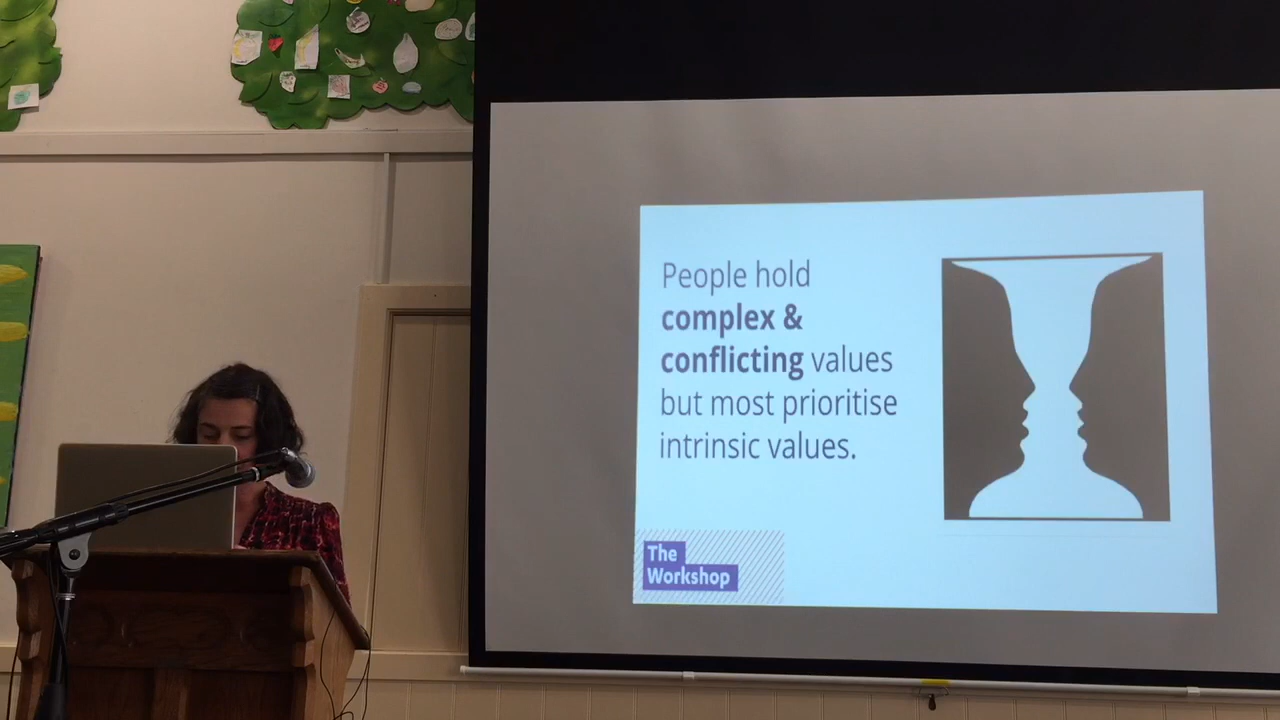 People hold
complex &
conflicting values
but most prioritise
intrinsic values.
The
Workshop